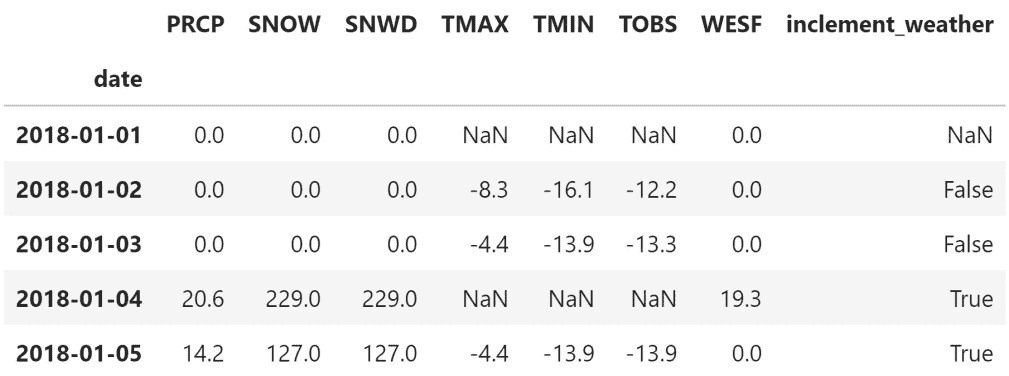 PRCP SNOW SNWD TMAX TMIN TOBS WESF inclement_weather
date
2018-01-01 0.0 0.0 0.0 NaN NaN NaN 0.0 NaN
2018-01-02 0.0 0.0 0.0 -8.3 -16.1 -12.2 0.0 False
2018-01-03 0.0 0.0 0.0 -4.4 -13.9 -13.3 0.0 False
2018-01-04 20.6 229.0 229.0 NaN NaN NaN 19.3 True
2018-01-05 14.2 127.0 127.0 -4.4 -13.9 -13.9 0.0 True